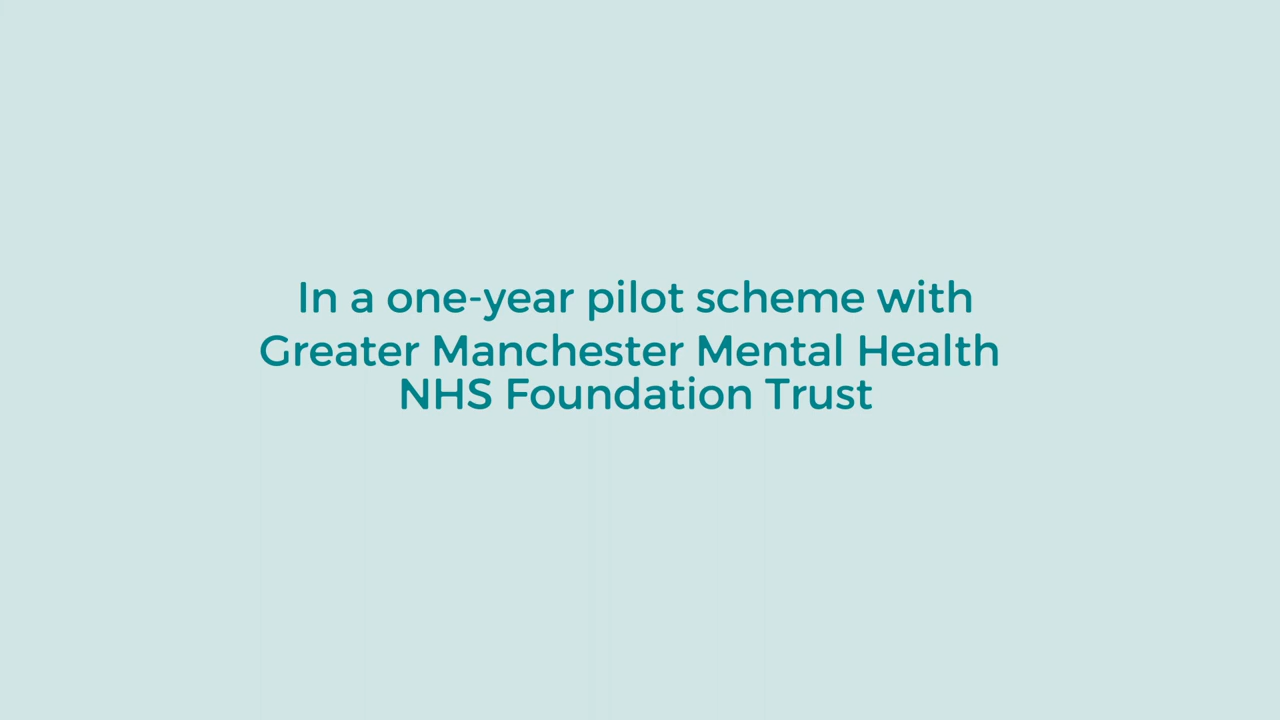 In a one-year pilot scheme with
Greater Manchester Mental Health
NHS Foundation Trust